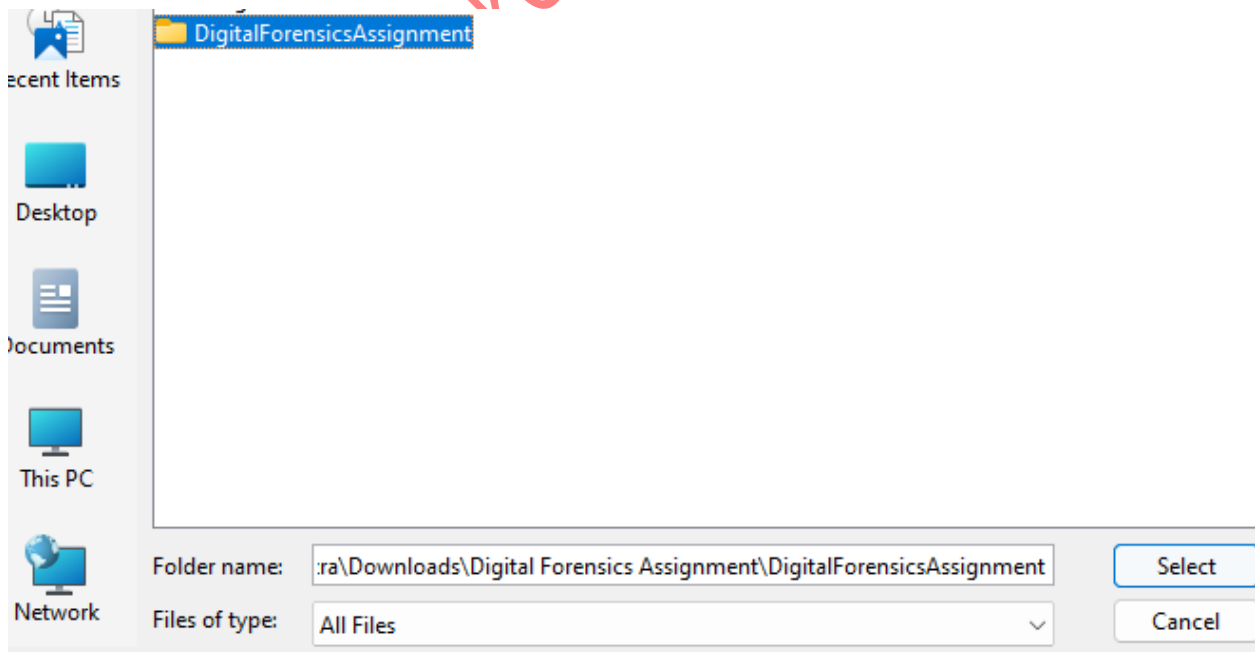 DigitalForensicsAssignment
ecent Items
Desktop
Documents
This PC
Network
Folder name: :ra\Downloads\Digital Forensics Assignment\DigitalForensicsAssignment Select
Files of type: All Files Cancel